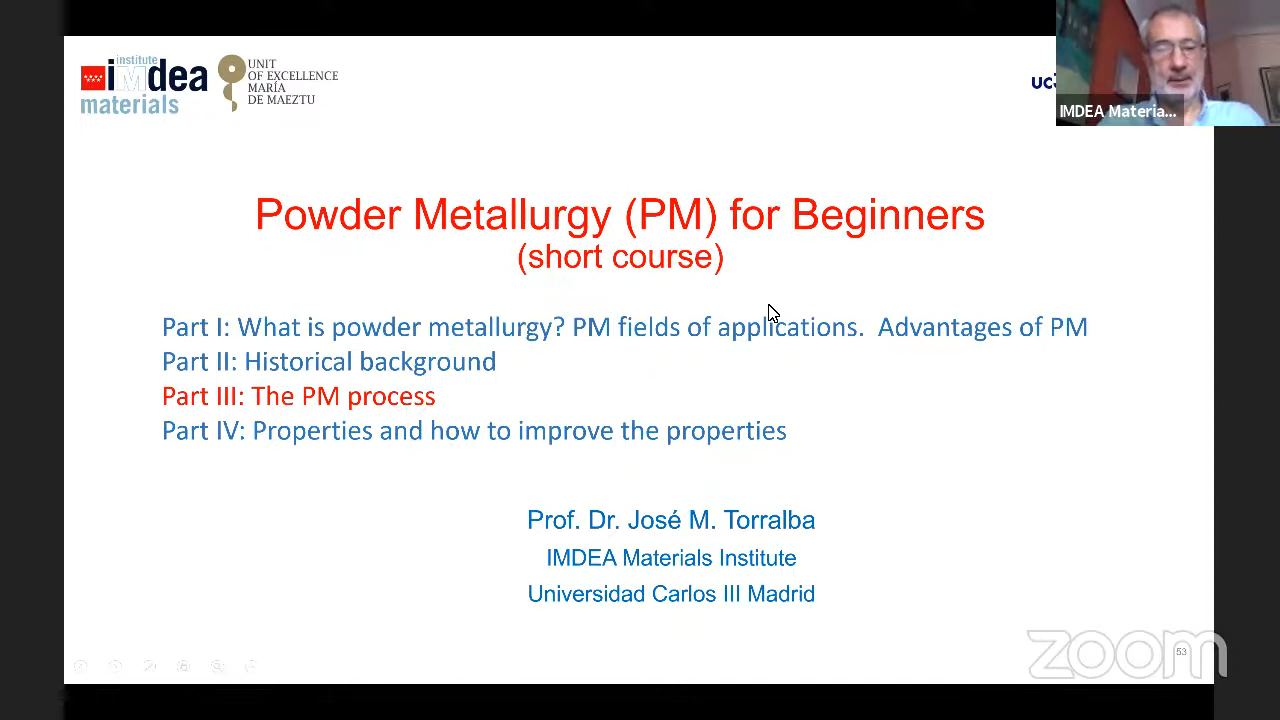 institute
imdea
materials
UNIT
OF EXCELLENCE
MARÍA
DE MAEZTU
IMDEA Materia...
Powder Metallurgy (PM) for Beginners
(short course)
Part I: What is powder metallurgy? PM fields of applications.  Advantages of PM
Part II: Historical background
Part III: The PM process
Part IV: Properties and how to improve the properties
Prof. Dr. José M. Torralba
IMDEA Materials Institute
Universidad Carlos III Madrid
zoom
53